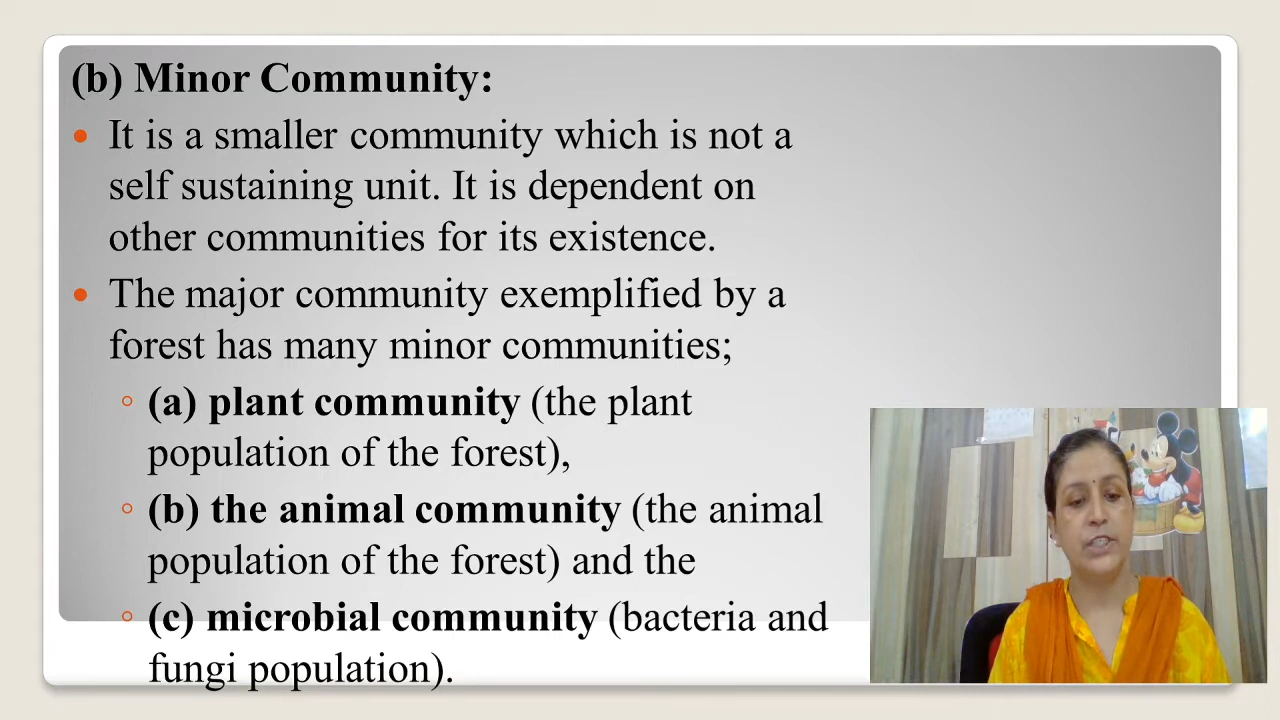 (b) Minor Community:
It is a smaller community which is not a
self sustaining unit. It is dependent on
other communities for its existence.
The major community exemplified by a
forest has many minor communities;
(a) plant community (the plant
population of the forest),
(b) the animal community (the animal
population of the forest) and the
(c) microbial community (bacteria and
fungi population).